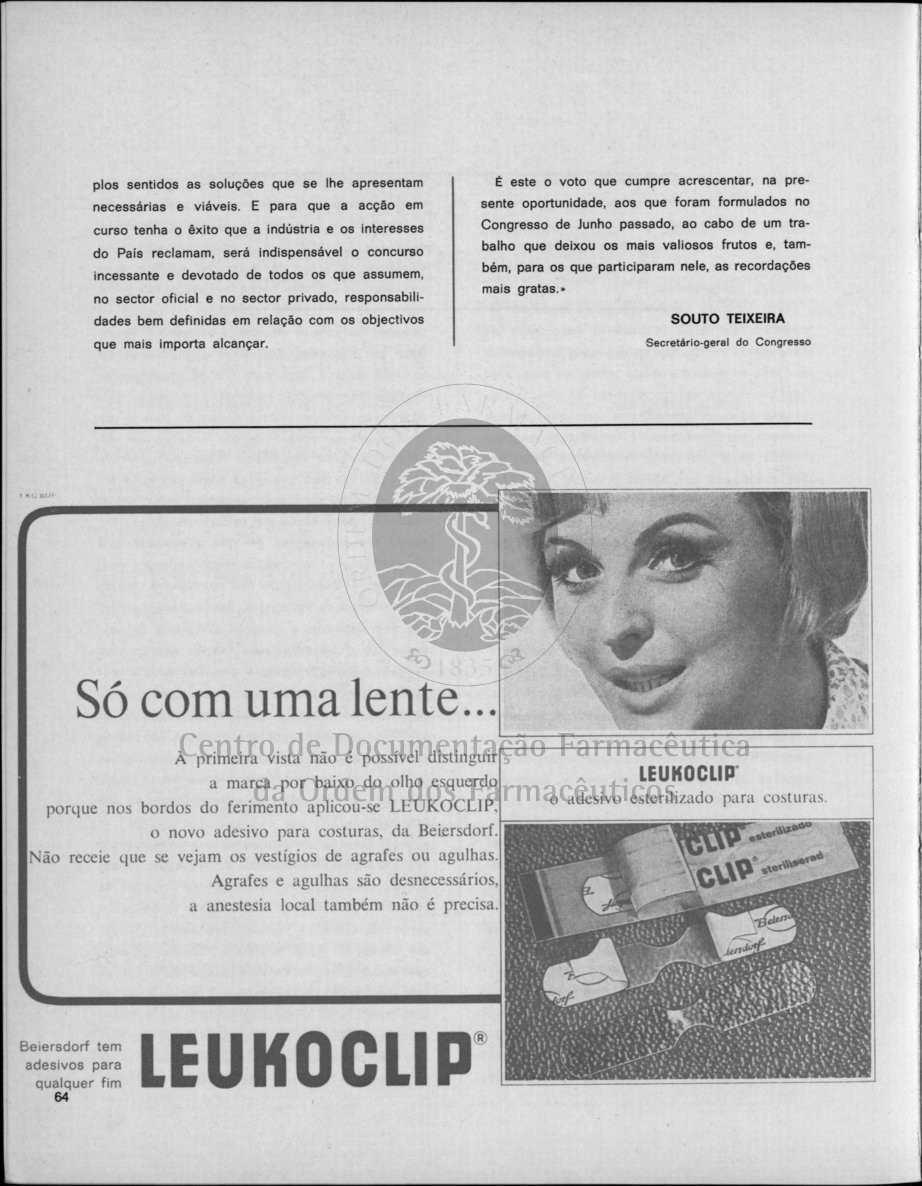 plos sentidos as soluções que se lhe apresentam
necessárias e viáveis. E para que a acção em
curso tenha o êxito que a indústria e os interesses
do País reclamam, será indispensável o concurso
incessante e devotado de todos os que assumem,
no sector oficial e no sector privado, responsabili-
dades bem definidas em relação com os objectivos
que mais importa alcançar.
É este o voto que cumpre acrescentar, na pre-
sente oportunidade, aos que foram formulados no
Congresso de Junho passado, ao cabo de um tra-
balho que deixou os mais valiosos frutos e, tam-
bém, para os que participaram nele, as recordações
mais gratas.»
SOUTO TEIXEIRA
Secretário-geral do Congresso
1835
Centro de Documentação Farmacêutica
da Ordem dos Farmacêuticos
Só com uma lente...
À primeira vista não é possível distinguir
a marca por baixo do olho esquerdo
porque nos bordos do ferimento aplicou-se LEUKOCLIP,
o novo adesivo para costuras, da Beiersdorf.
Não receie que se vejam os vestígios de agrafes ou agulhas.
Agrafes e agulhas são desnecessários,
a anestesia local também não é precisa.
LEUKOCLIP®
o adesivo esterilizado para costuras.
CLIP esterilizado
CLIP® steriliserad
Beiersdorf tem
adesivos para
qualquer fim
LEUKOCLIP®
64